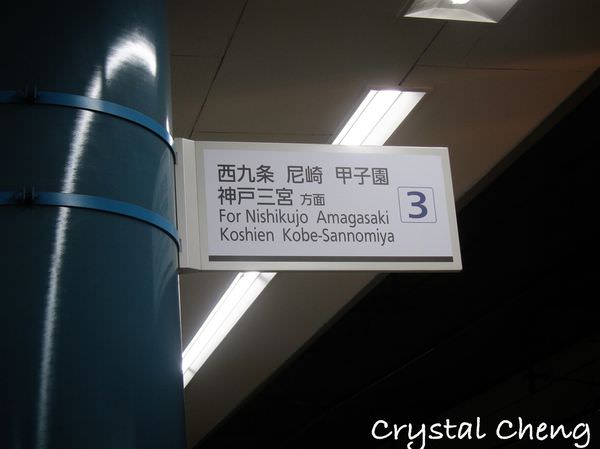 西九条 尼崎 甲子園
神戸三宮 方面
For Nishikujo Amagasaki
Koshien Kobe-Sannomiya
3
Crystal Cheng